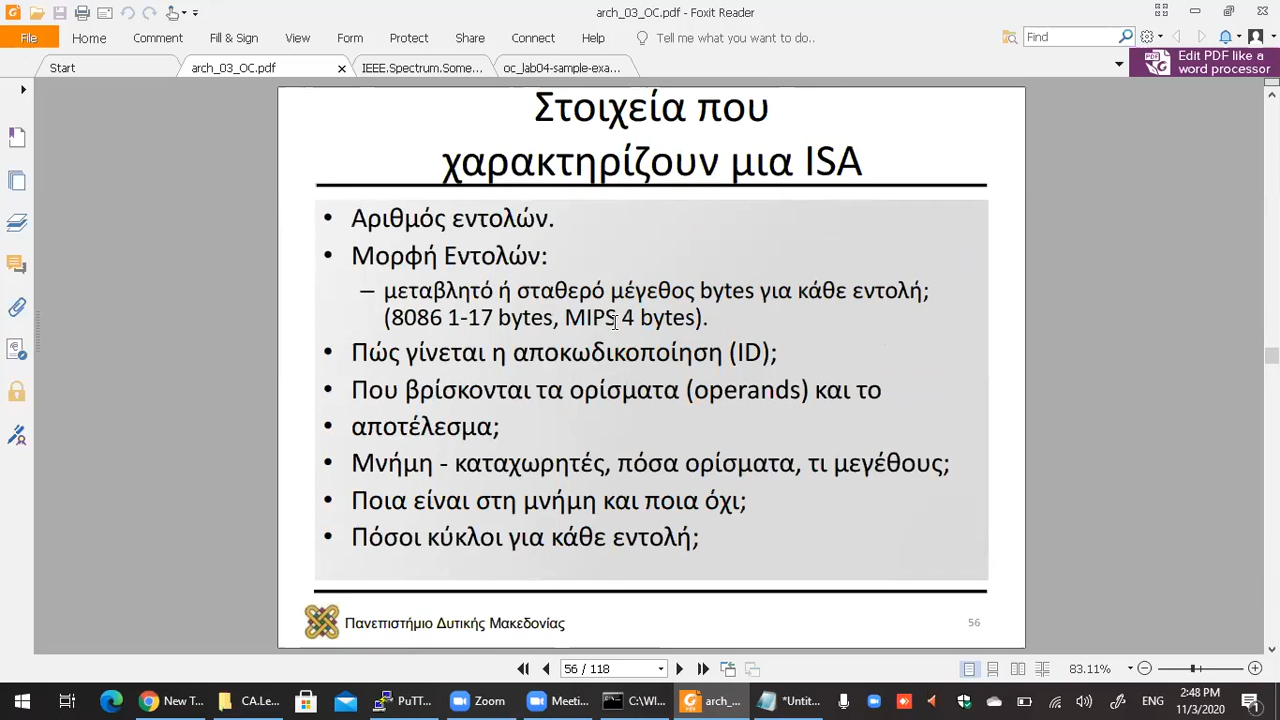 arch_03_OC.pdf - Foxit Reader
File Home Comment Fill & Sign View Form Protect Share Connect Help Tell me what you want to do.. Find
Edit PDF like a
word processor
Start arch_03_OC.pdf IEEE.Spectrum.Some... oc_lab04-sample-exa...
Στοιχεία που
χαρακτηρίζουν μια ISA
• Αριθμός εντολών.
• Μορφή Εντολών:
– μεταβλητό ή σταθερό μέγεθος bytes για κάθε εντολή;
(8086 1-17 bytes, MIPS 4 bytes).
• Πώς γίνεται η αποκωδικοποίηση (ID);
• Που βρίσκονται τα ορίσματα (operands) και το
• αποτέλεσμα;
• Μνήμη - καταχωρητές, πόσα ορίσματα, τι μεγέθους;
• Ποια είναι στη μνήμη και ποια όχι;
• Πόσοι κύκλοι για κάθε εντολή;
Πανεπιστήμιο Δυτικής Μακεδονίας 56
56 / 118 83.11%
New T... CA.Le... PuTT... Zoom Meeti... C:\WI... arch_... *Untit... ENG 2:48 PM
11/3/2020